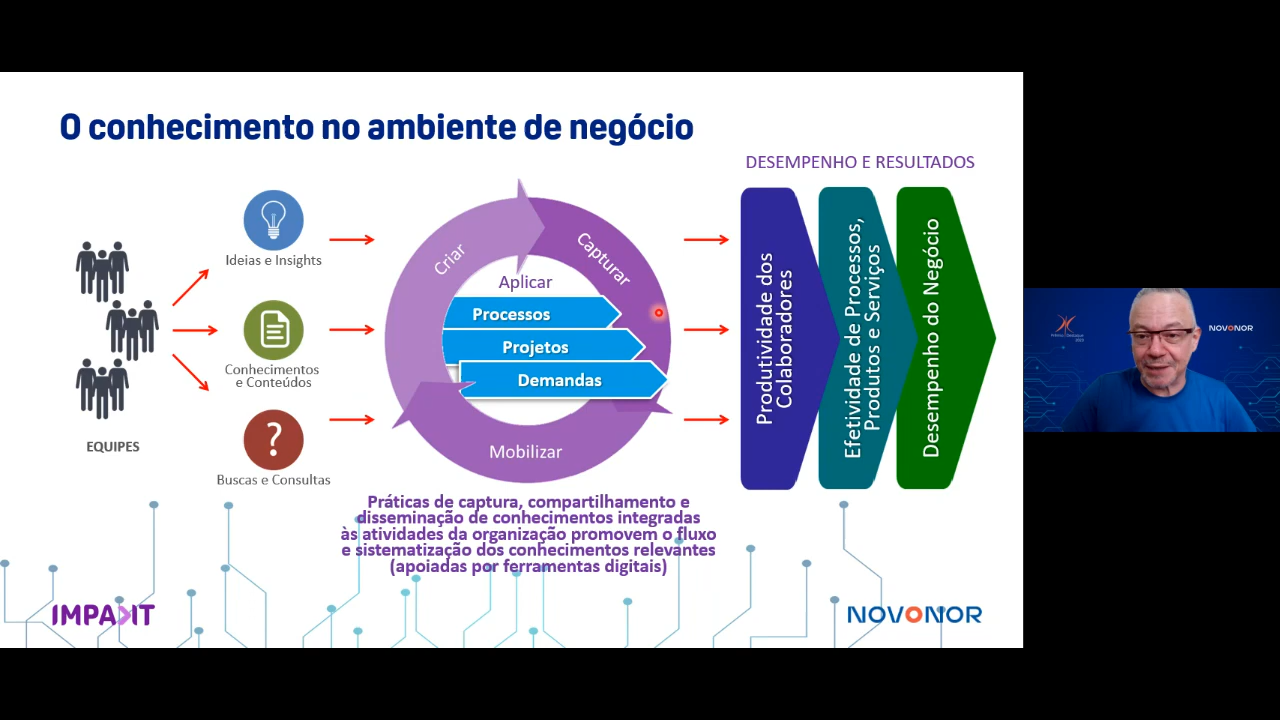 O conhecimento no ambiente de negócio
DESEMPENHO E RESULTADOS
EQUIPES
Ideias e Insights
Conhecimentos
e Conteúdos
?
Buscas e Consultas
Criar
Capturar
Mobilizar
Aplicar
Processos
Projetos
Demandas
Produtividade dos
Colaboradores
Efetividade de Processos,
Produtos e Serviços
Desempenho do Negócio
Práticas de captura, compartilhamento e
disseminação de conhecimentos integradas
às atividades da organização promovem o fluxo
e sistematização dos conhecimentos relevantes
(apoiadas por ferramentas digitais)
IMPAKIT
NOVONOR
NOVONOR